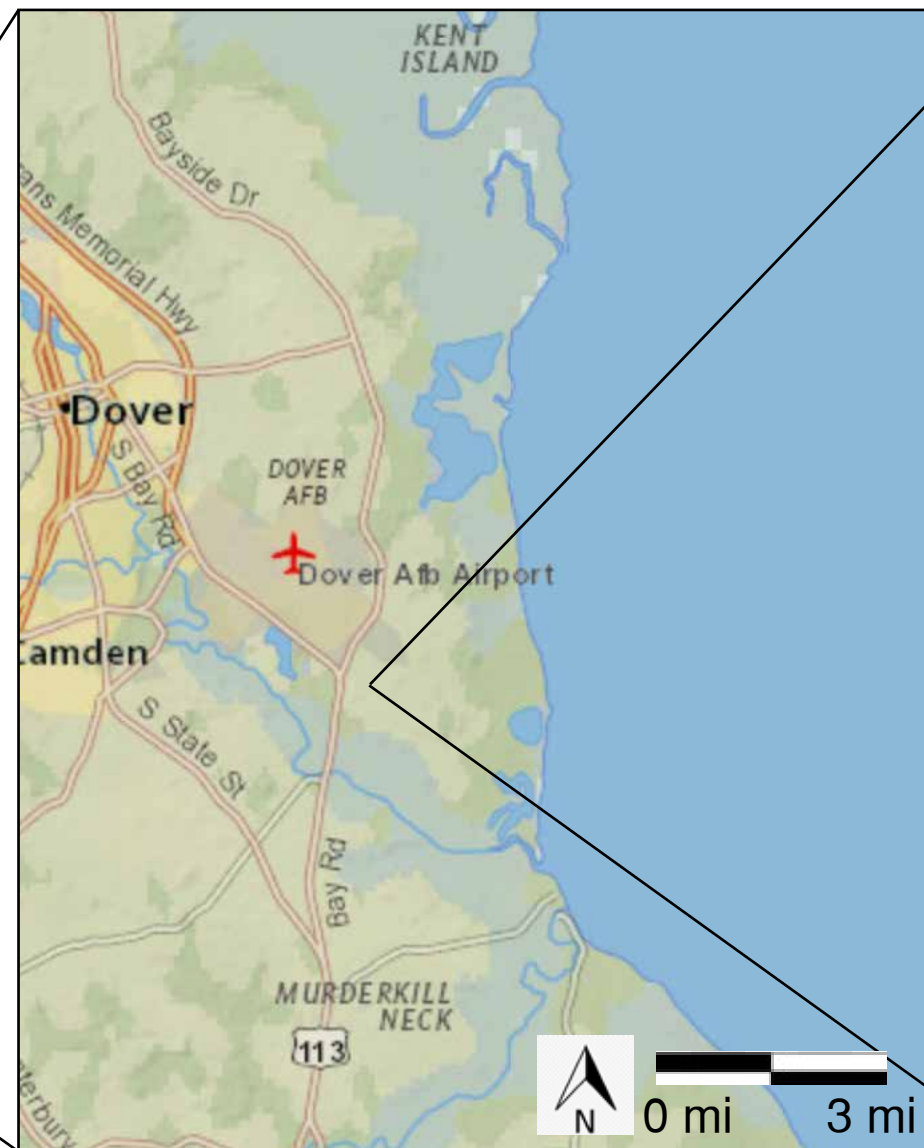 KENT
ISLAND
Bayside Dr
ans Memorial Hwy
Dover
S Bay Rd
DOVER
AFB
Dover Afb Airport
Camden
S State St
Bay Rd
MURDERKILL
NECK
113
terbury
N
0 mi
3 mi